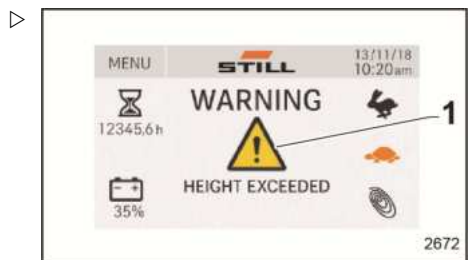 MENU
STILL
13/11/18
10:20am
WARNING
12345,6h
1
HEIGHT EXCEEDED
35%
2672